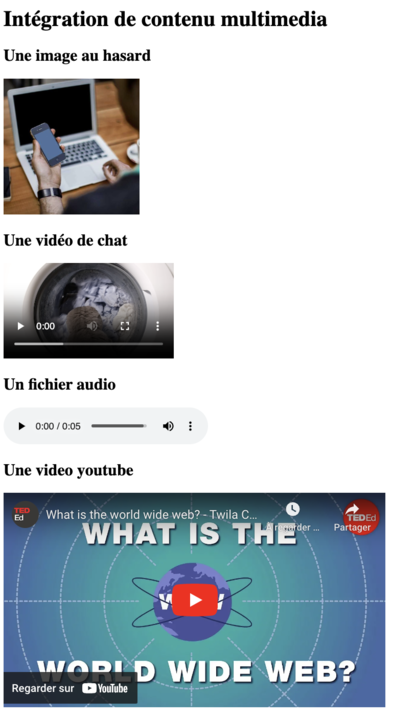 Intégration de contenu multimedia
Une image au hasard
Une vidéo de chat
0:00
Un fichier audio
0:00 / 0:05
Une video youtube
TED Ed
What is the world wide web? - Twila C...
TEDEd
Partager
WHAT IS THE
WORLD WIDE WEB?
Regarder sur YouTube